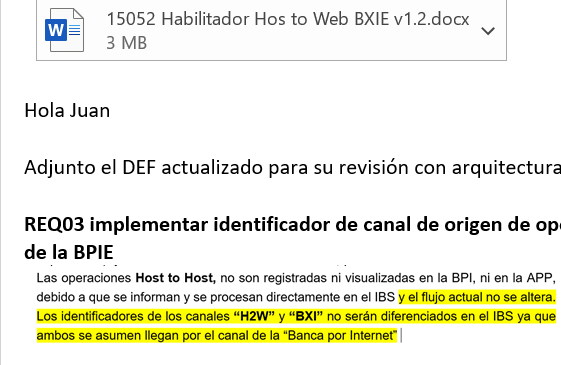 15052 Habilitador Hos to Web BXIE v1.2.docx
3 MB
Hola Juan
Adjunto el DEF actualizado para su revisión con arquitectura
REQ03 implementar identificador de canal de origen de ope
de la BPIE
Las operaciones Host to Host, no son registradas ni visualizadas en la BPI, ni en la APP,
debido a que se informan y se procesan directamente en el IBS y el flujo actual no se altera.
Los identificadores de los canales “H2W” y “BXI” no serán diferenciados en el IBS ya que
ambos se asumen llegan por el canal de la “Banca por Internet”